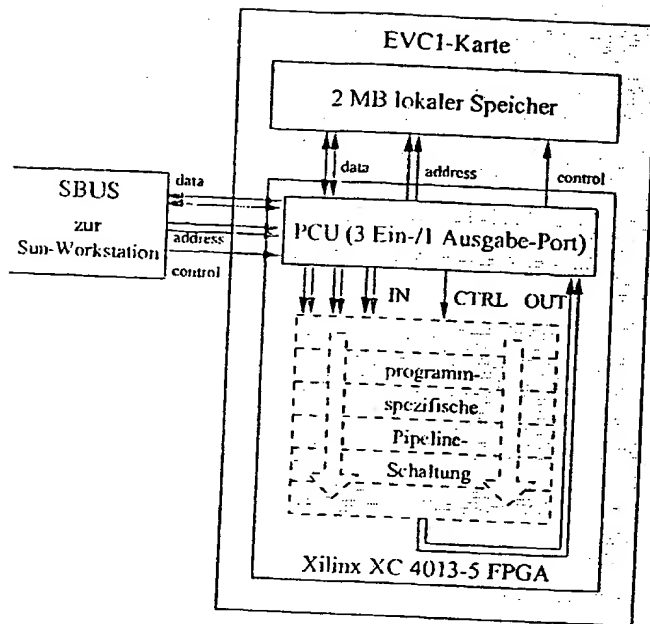 EVC1-Karte
2 MB lokaler Speicher
data
address
control
SBUS
zur
Sun-Workstation
data
address
control
PCU (3 Ein-/1 Ausgabe-Port)
IN
CTRL
OUT
programm-
spezifische
Pipeline-
Schaltung
Xilinx XC 4013-5 FPGA